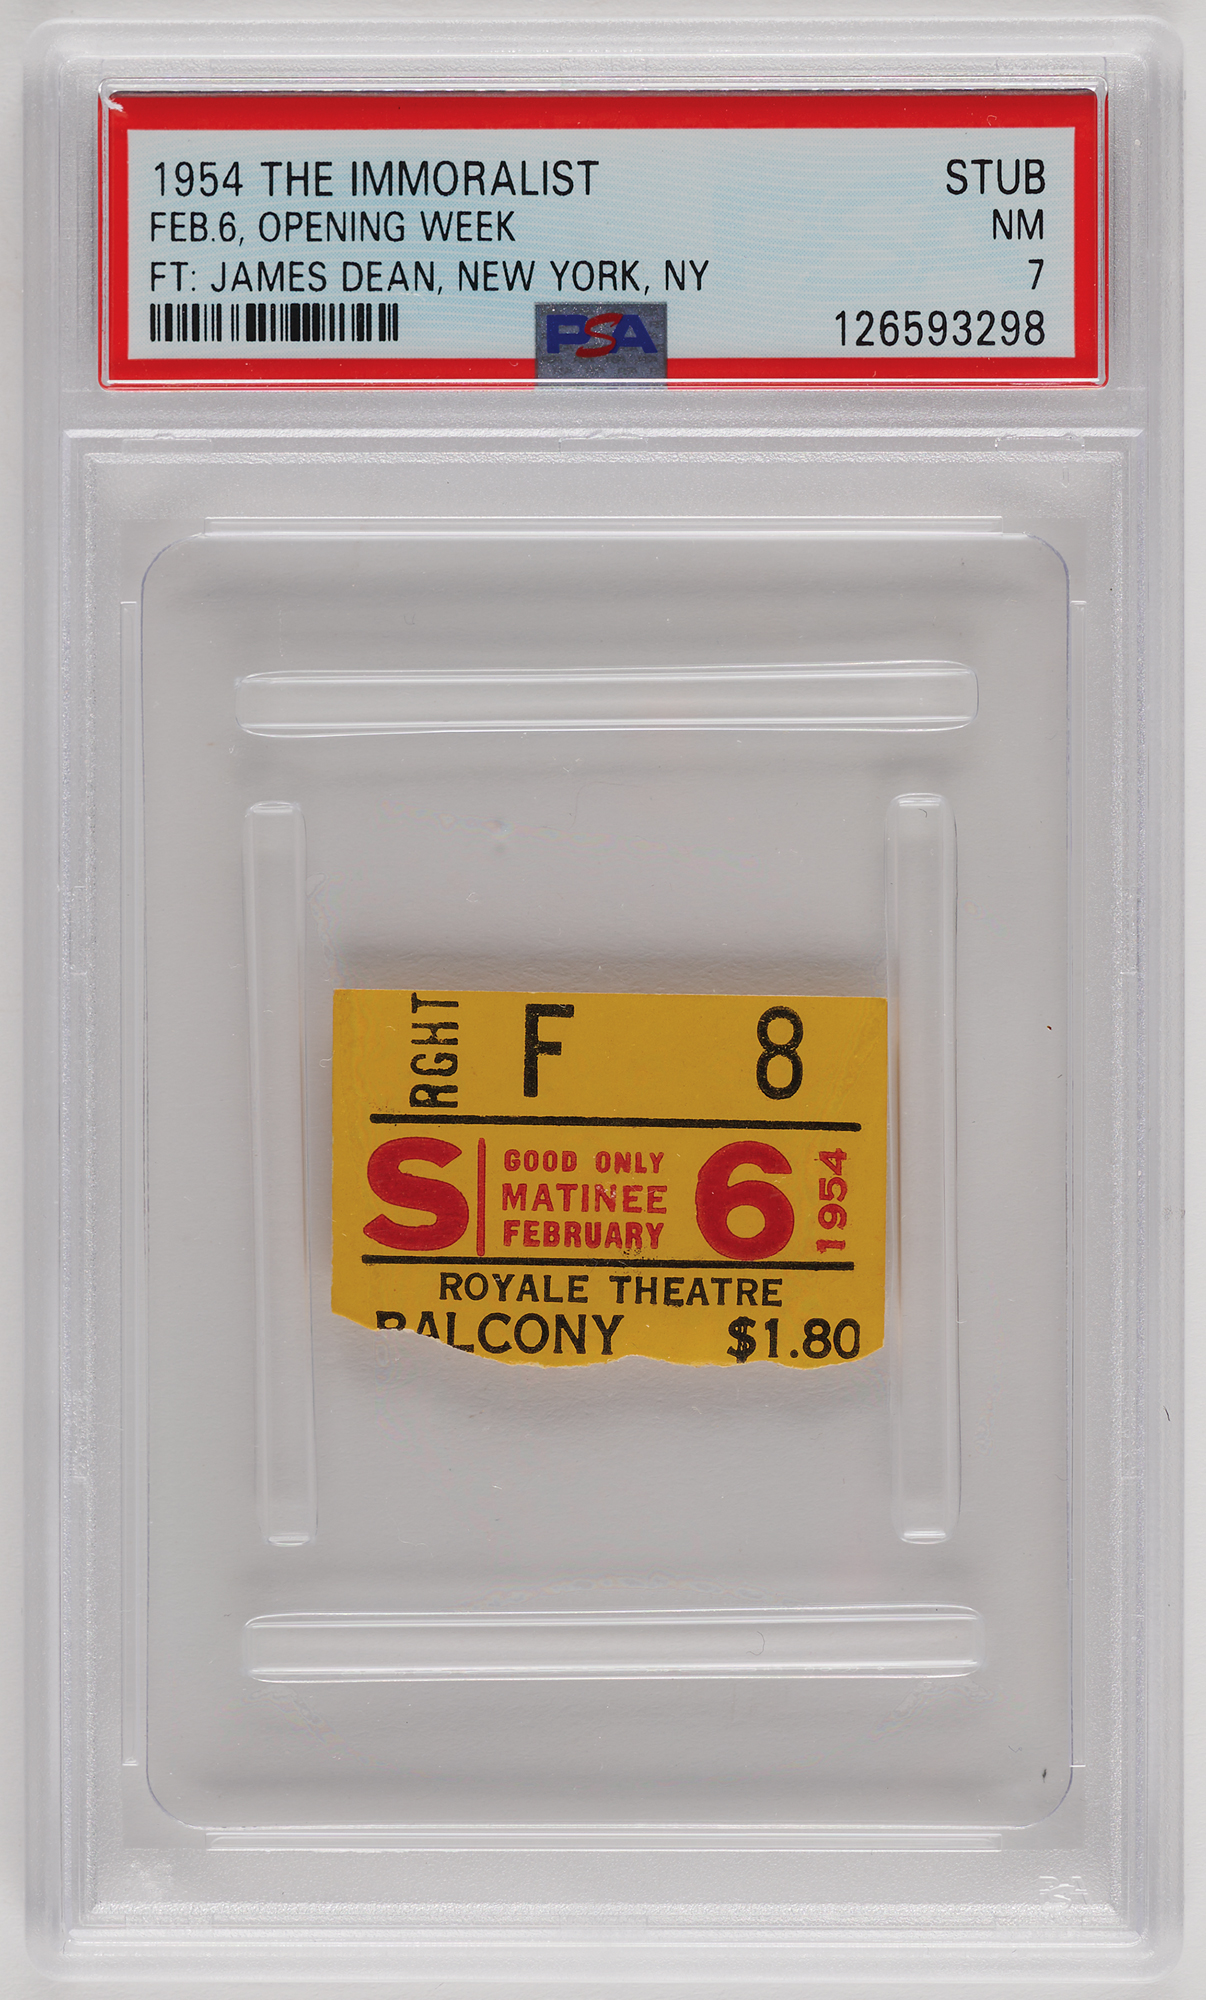 1954 THE IMMORALIST STUB
FEB.6, OPENING WEEK NM
FT: JAMES DEAN, NEW YORK, NY 7
PSA 126593298
RGHT F 8
S GOOD ONLY MATINEE FEBRUARY 6 1954
ROYALE THEATRE
BALCONY $1.80
PSA